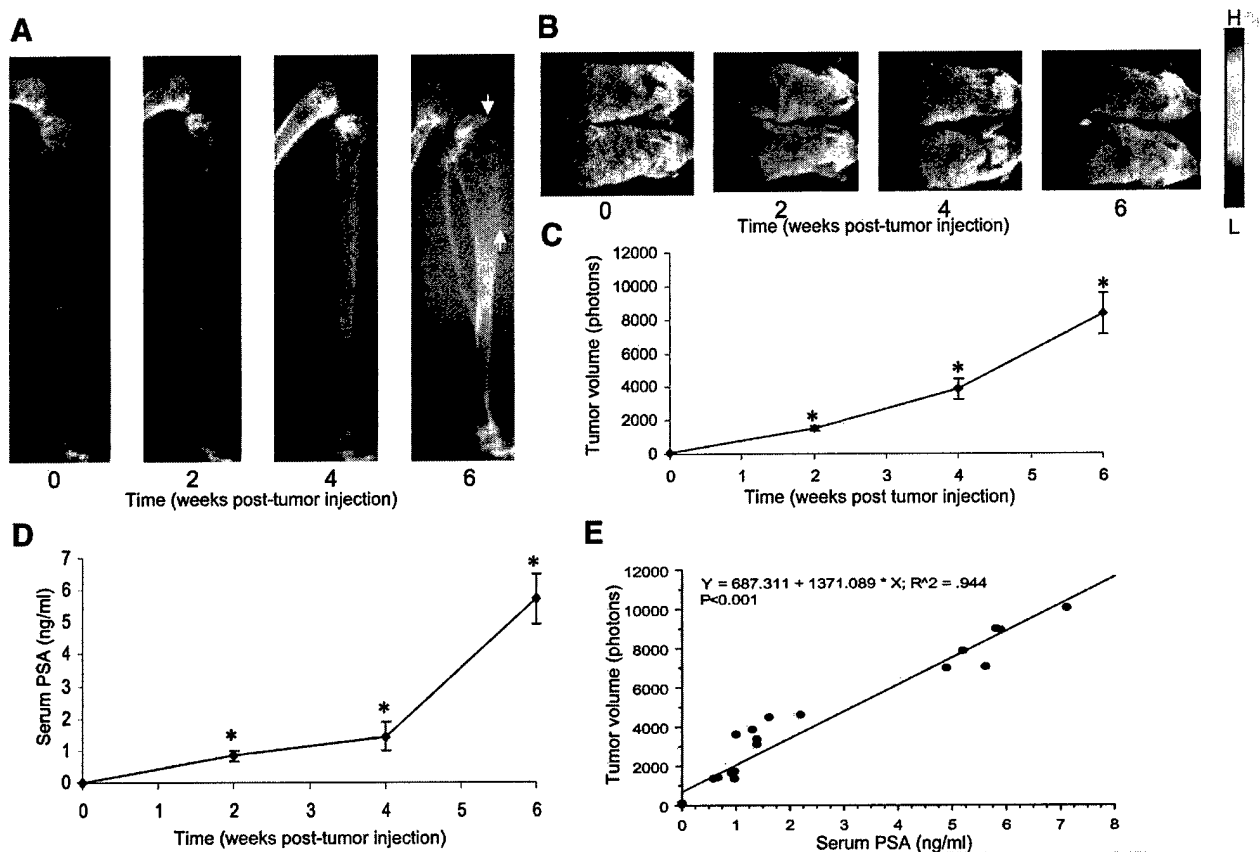 A
0
2
4
6
Time (weeks post-tumor injection)
B
H
L
0
2
4
6
Time (weeks post-tumor injection)
C
Tumor volume (photons)
12000
10000
8000
6000
4000
2000
0
*
*
*
0 1 2 3 4 5 6
Time (weeks post tumor injection)
D
Serum PSA (ng/ml)
7
6
5
4
3
2
1
0
*
*
*
0 1 2 3 4 5 6
Time (weeks post-tumor injection)
E
Y = 687.311 + 1371.089 * X; R^2 = .944
P<0.001
Tumor volume (photons)
12000
10000
8000
6000
4000
2000
0
0 1 2 3 4 5 6 7 8
Serum PSA (ng/ml)